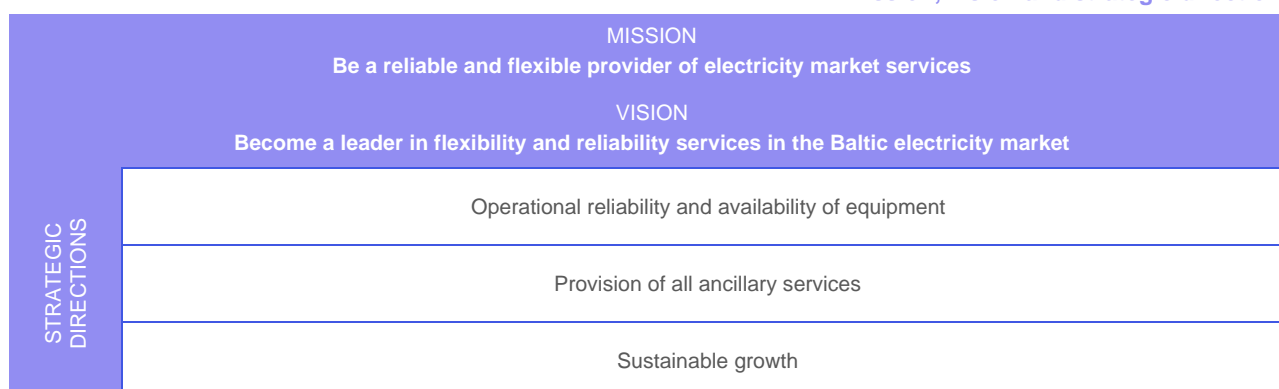 MISSION
Be a reliable and flexible provider of electricity market services
VISION
Become a leader in flexibility and reliability services in the Baltic electricity market
STRATEGIC
DIRECTIONS
Operational reliability and availability of equipment
Provision of all ancillary services
Sustainable growth